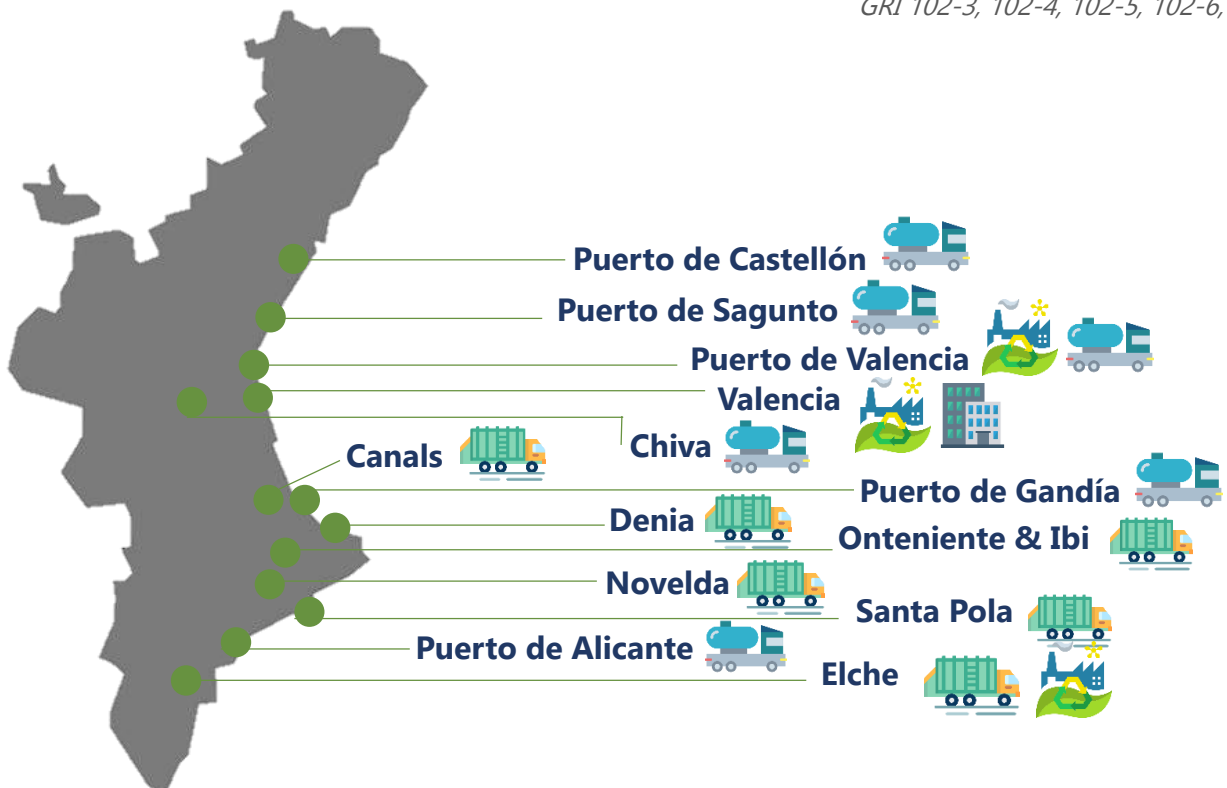 GRI 102-3, 102-4, 102-5, 102-6,
Puerto de Castellón
Puerto de Sagunto
Puerto de Valencia
Valencia
Chiva
Canals
Puerto de Gandía
Denia
Onteniente & Ibi
Novelda
Santa Pola
Puerto de Alicante
Elche